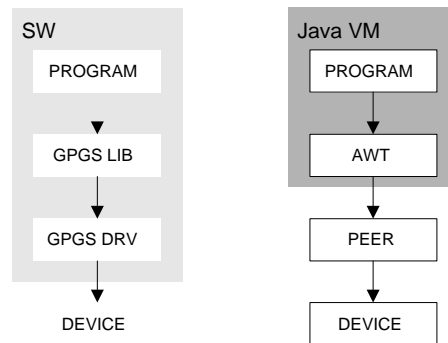 SW
PROGRAM
GPGS LIB
GPGS DRV
DEVICE
Java VM
PROGRAM
AWT
PEER
DEVICE